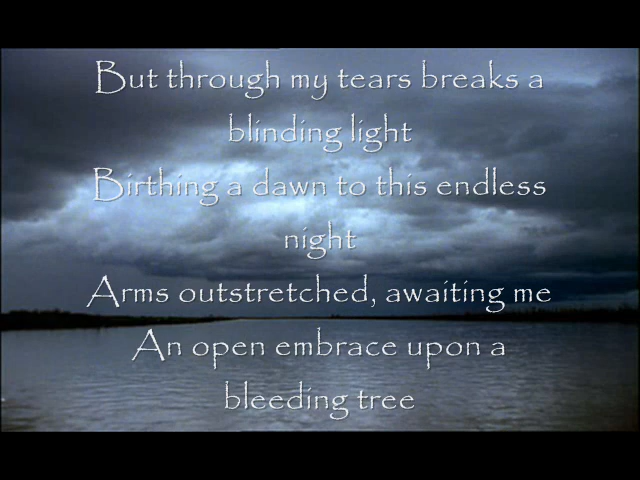 But through my tears breaks a
blinding light
Birthing a dawn to this endless
night
Arms outstretched, awaiting me
An open embrace upon a
bleeding tree